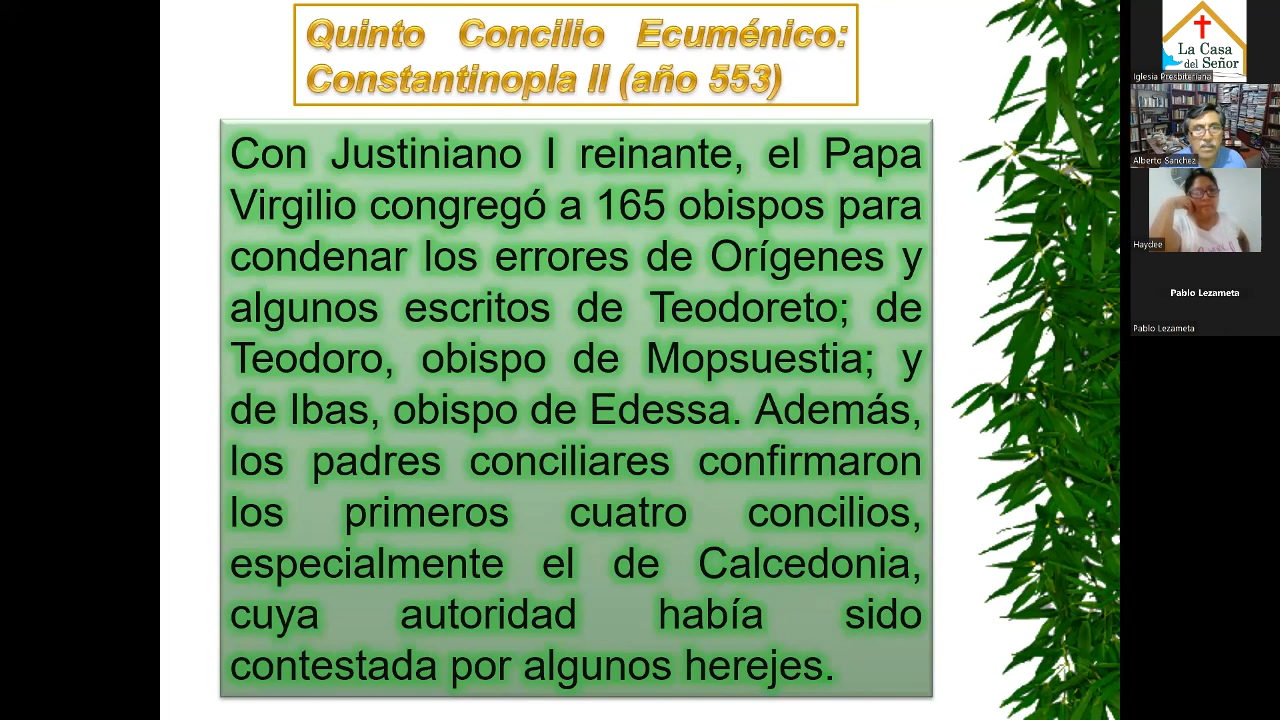 Quinto Concilio Ecuménico:
Constantinopla II (año 553)
Con Justiniano I reinante, el Papa
Virgilio congregó a 165 obispos para
condenar los errores de Orígenes y
algunos escritos de Teodoreto; de
Teodoro, obispo de Mopsuestia; y
de Ibas, obispo de Edessa. Además,
los padres conciliares confirmaron
los primeros cuatro concilios,
especialmente el de Calcedonia,
cuya autoridad había sido
contestada por algunos herejes.
La Casa
del Señor
Iglesia Presbiteriana
Alberto Sanchez
Haydee
Pablo Lezameta
Pablo Lezameta